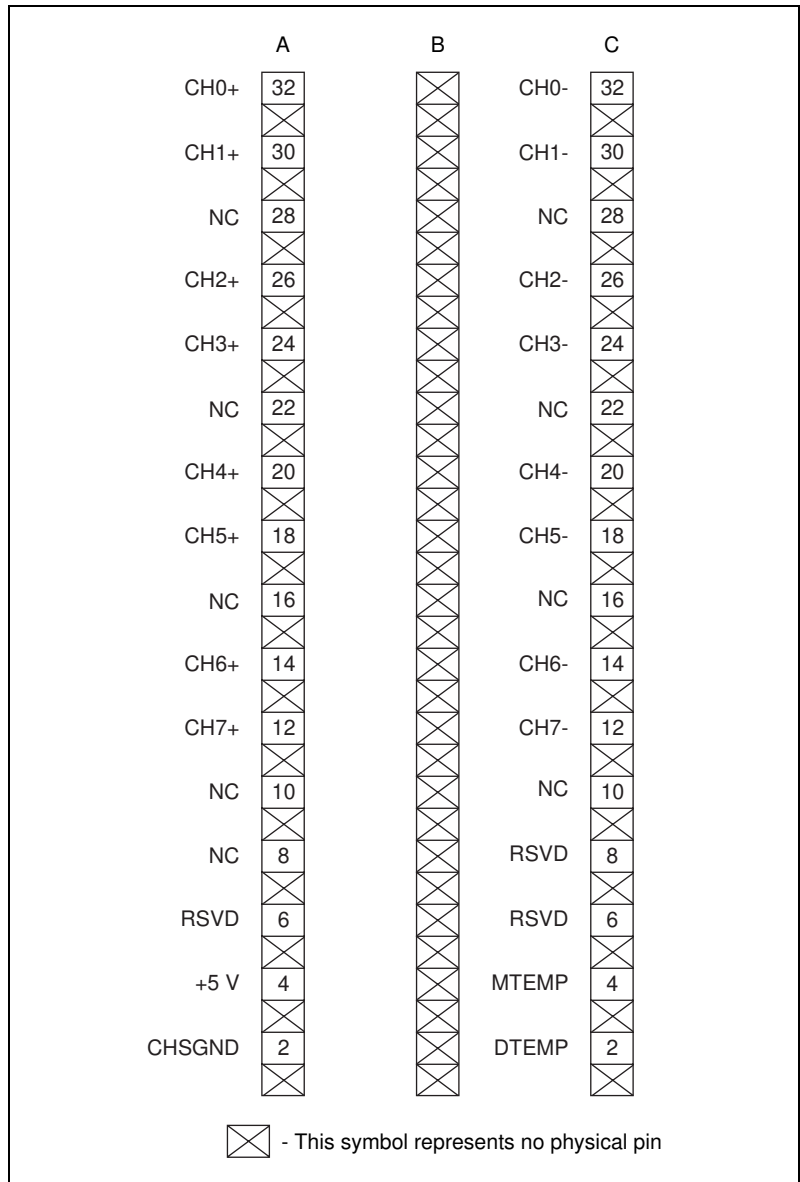 A B C
CH0+ 32 CH0- 32
CH1+ 30 CH1- 30
NC 28 NC 28
CH2+ 26 CH2- 26
CH3+ 24 CH3- 24
NC 22 NC 22
CH4+ 20 CH4- 20
CH5+ 18 CH5- 18
NC 16 NC 16
CH6+ 14 CH6- 14
CH7+ 12 CH7- 12
NC 10 NC 10
NC 8 RSVD 8
RSVD 6 RSVD 6
+5 V 4 MTEMP 4
CHSGND 2 DTEMP 2
- This symbol represents no physical pin